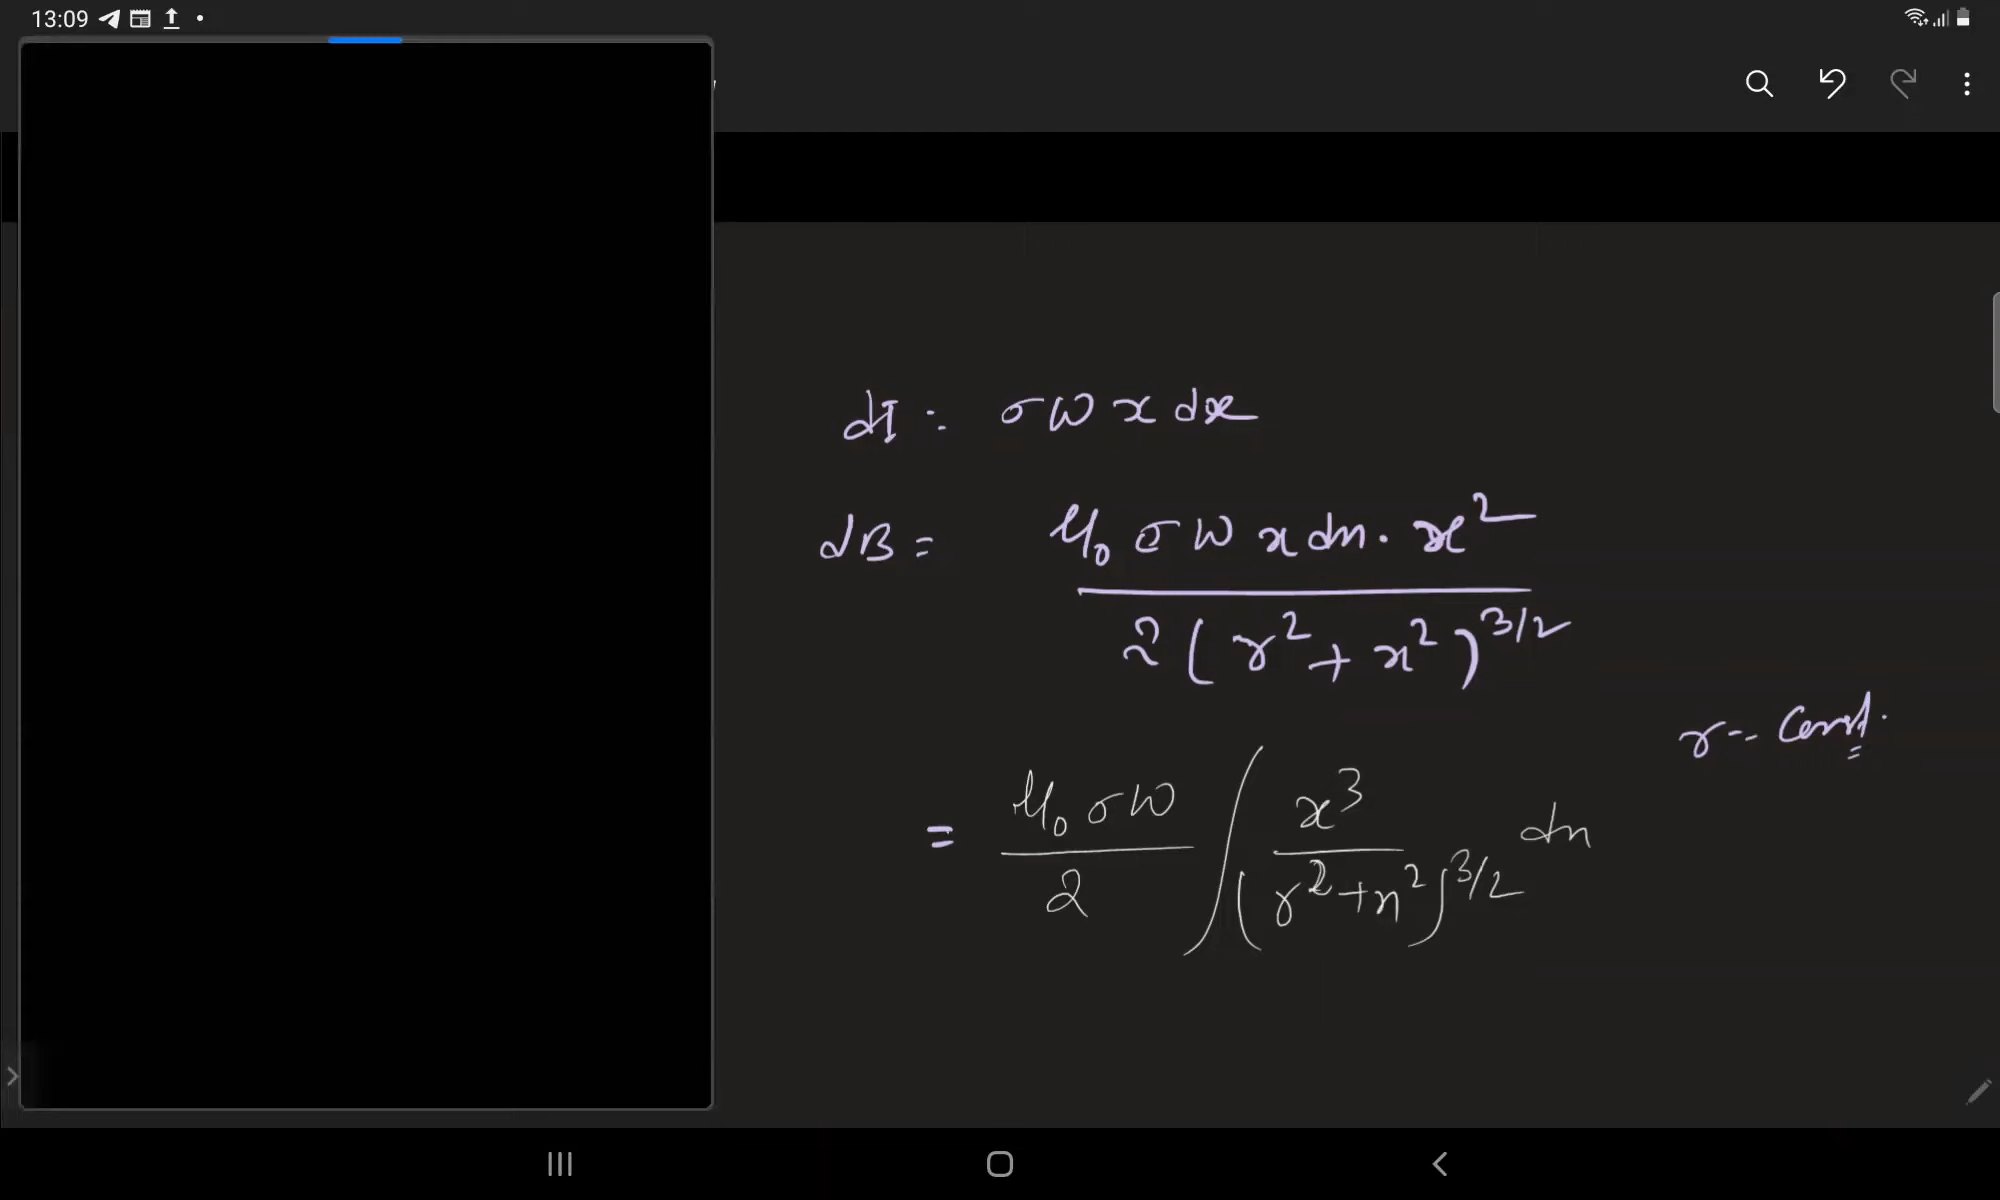 13:09
dI = σω x dx
dB = μ₀ σ ω x dx . x² / 2 ( r² + x² )^3/2
r -- Const.
= μ₀ σω / 2 ∫ x³ / ( r² + x² )^3/2 dx